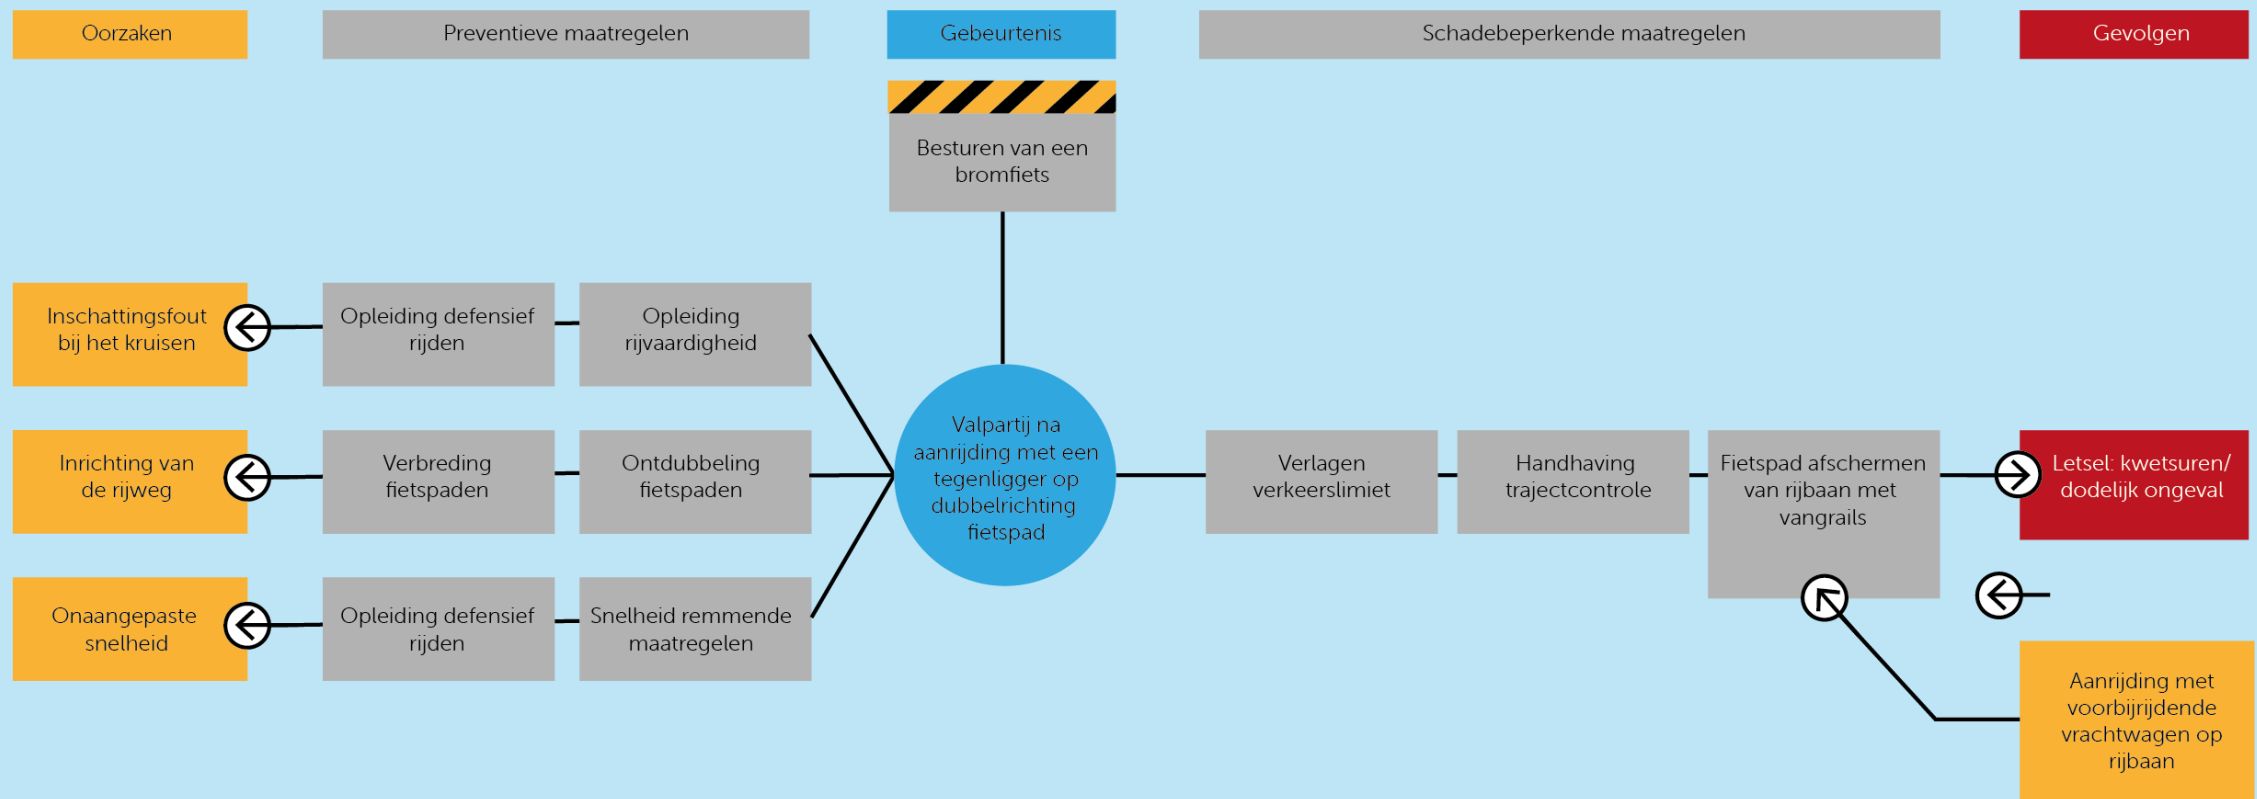 Oorzaken
Preventieve maatregelen
Gebeurtenis
Schadebeperkende maatregelen
Gevolgen
Besturen van een
bromfiets
Inschattingsfout
bij het kruisen
Opleiding defensief
rijden
Opleiding
rijvaardigheid
Inrichting van
de rijweg
Verbreding
fietspaden
Ontdubbeling
fietspaden
Onaangepaste
snelheid
Opleiding defensief
rijden
Snelheid remmende
maatregelen
Valpartij na
aanrijding met een
tegenligger op
dubbelrichting
fietspad
Verlagen
verkeerslimiet
Handhaving
trajectcontrole
Fietspad afschermen
van rijbaan met
vangrails
Letsel: kwetsuren/
dodelijk ongeval
Aanrijding met
voorbijrijdende
vrachtwagen op
rijbaan